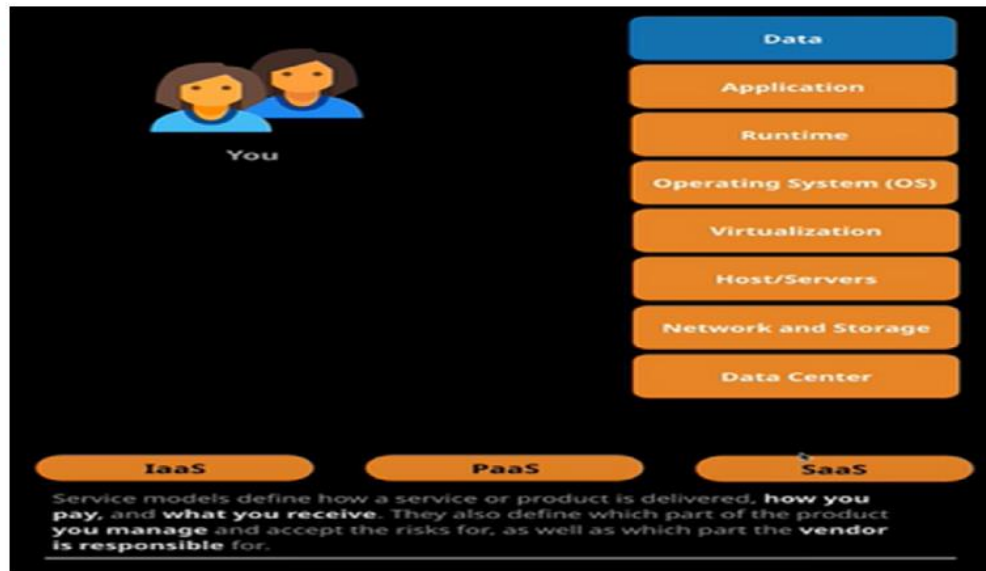 You
Data
Application
Runtime
Operating System (OS)
Virtualization
Host/Servers
Network and Storage
Data Center
IaaS
PaaS
SaaS
Service models define how a service or product is delivered, how you
pay, and what you receive. They also define which part of the product
you manage and accept the risks for, as well as which part the vendor
is responsible for.